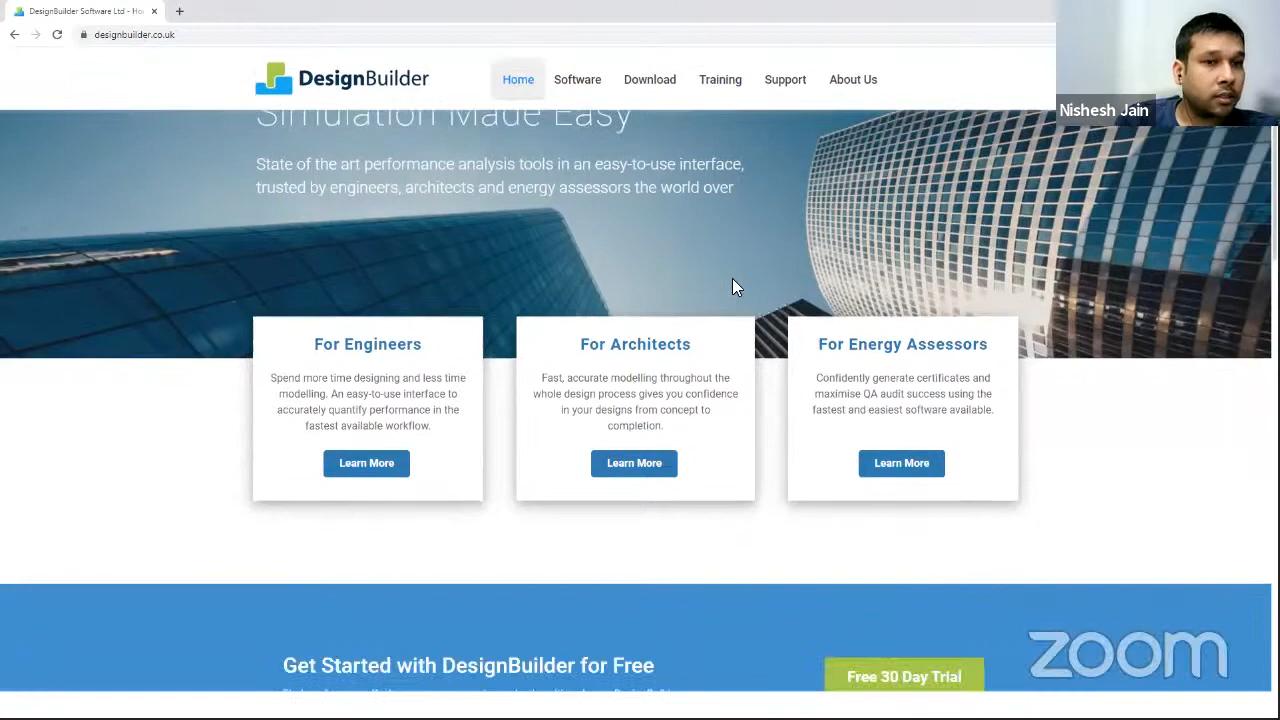 DesignBuilder Software Ltd - Ho
designbuilder.co.uk
DesignBuilder
Home
Software
Download
Training
Support
About Us
Nishesh Jain
Simulation Made Easy
State of the art performance analysis tools in an easy-to-use interface,
trusted by engineers, architects and energy assessors the world over
For Engineers
Spend more time designing and less time
modelling. An easy-to-use interface to
accurately quantify performance in the
fastest available workflow.
Learn More
For Architects
Fast, accurate modelling throughout the
whole design process gives you confidence
in your designs from concept to
completion.
Learn More
For Energy Assessors
Confidently generate certificates and
maximise QA audit success using the
fastest and easiest software available.
Learn More
Get Started with DesignBuilder for Free
Free 30 Day Trial
zoom